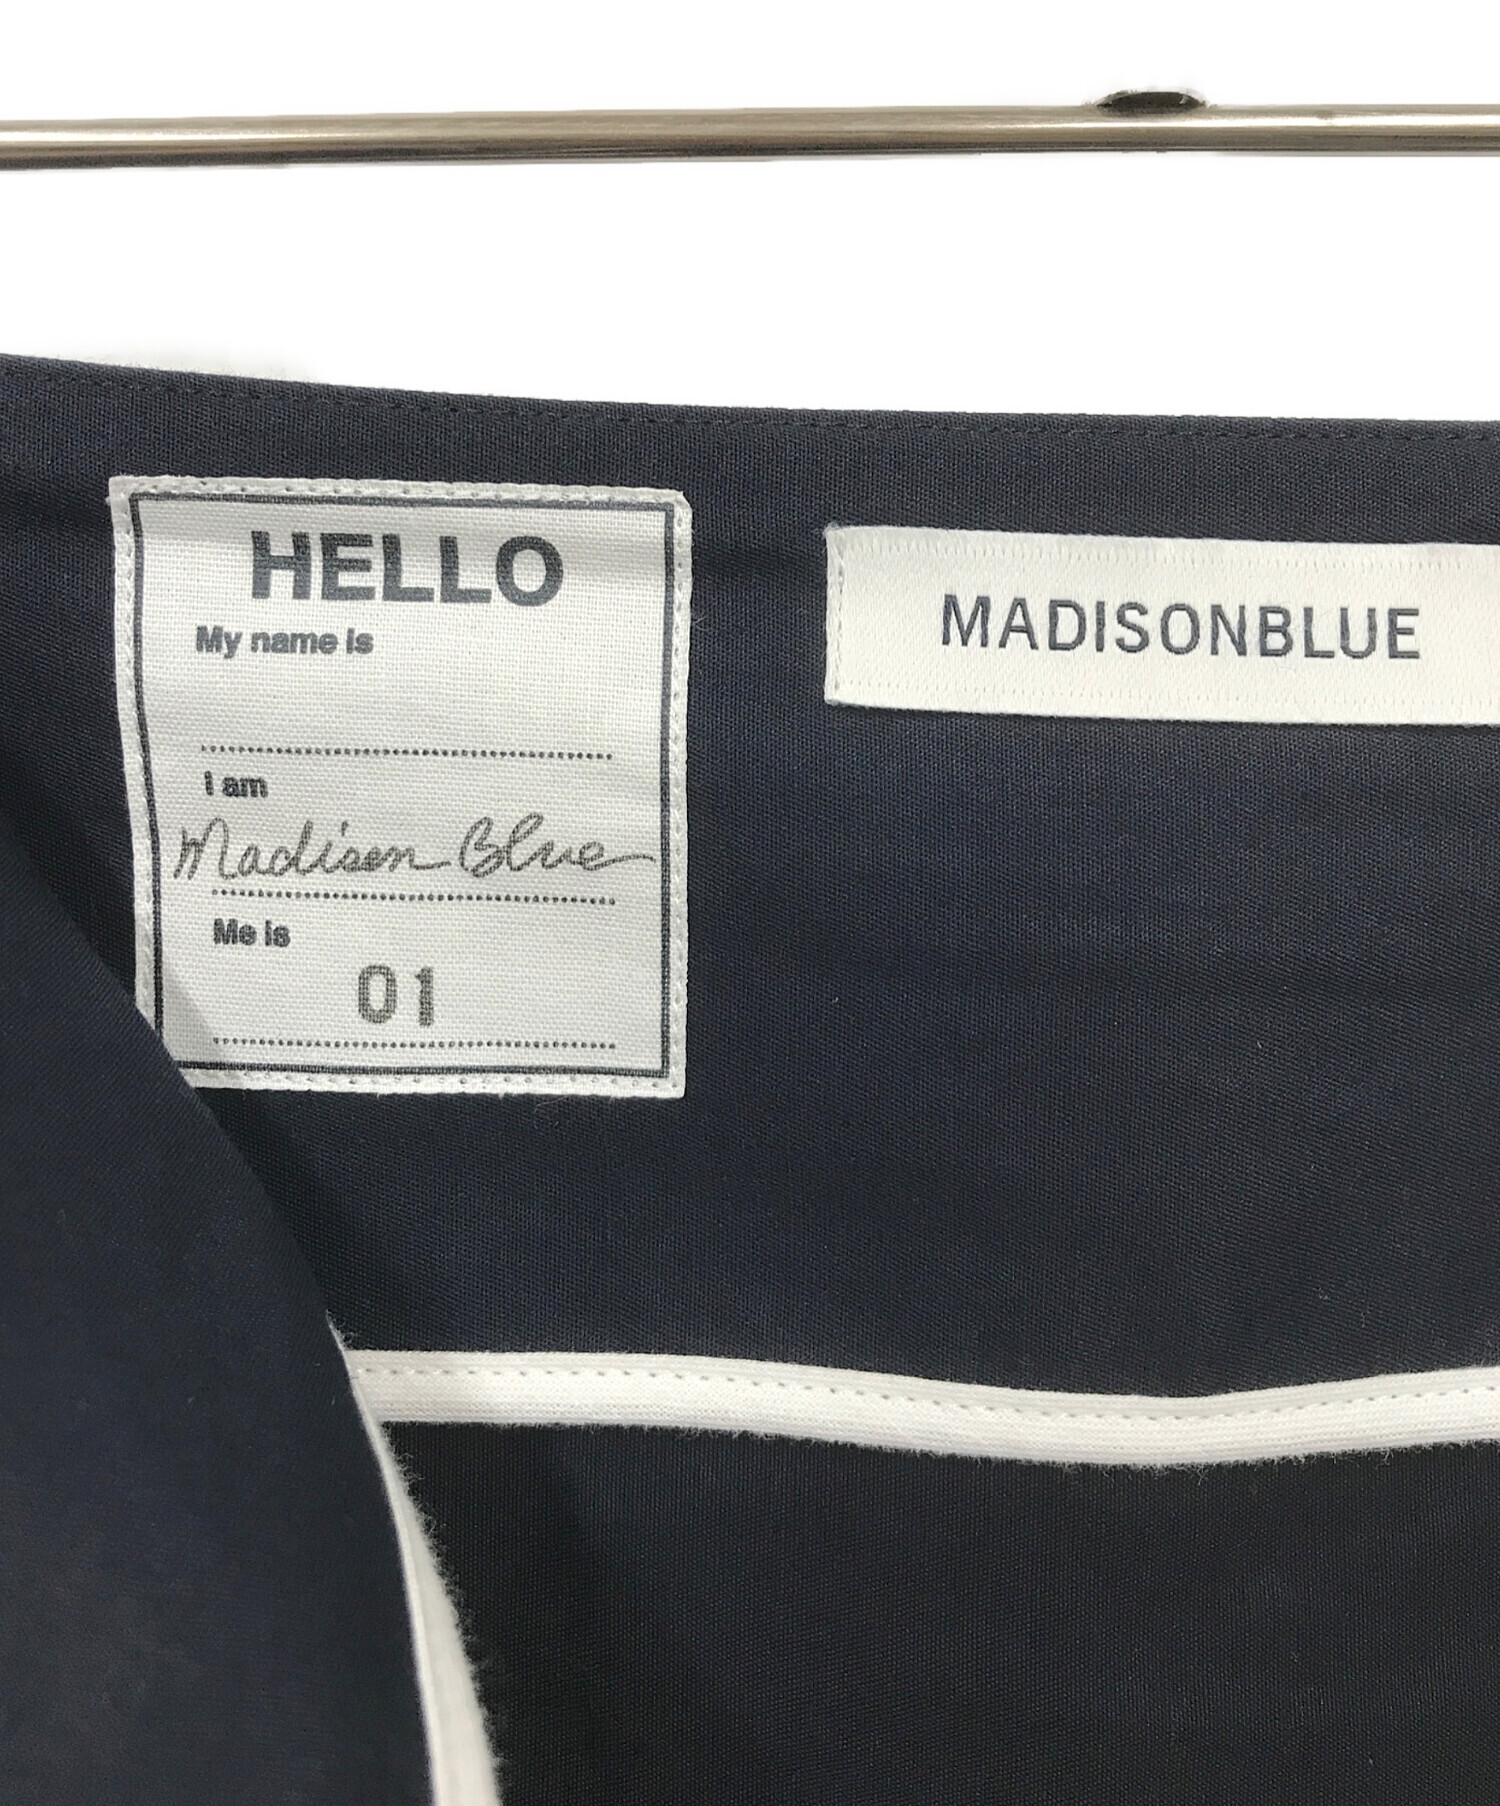 HELLO
My name is
I am
Madison Blue
Me is
01
MADISONBLUE